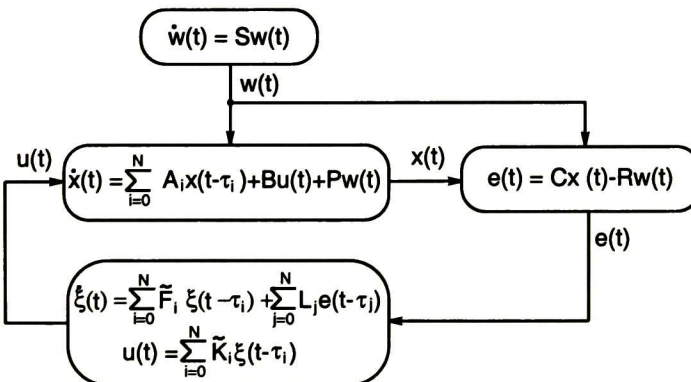 ẇ(t) = Sw(t)
w(t)
u(t)
ẋ(t) = ∑_{i=0}^{N} A_i x(t-τ_i)+Bu(t)+Pw(t)
x(t)
e(t) = Cx (t)-Rw(t)
e(t)
ξ̇(t) = ∑_{i=0}^{N} F̃_i ξ(t-τ_i) + ∑_{j=0}^{N} L_j e(t-τ_j)
u(t) = ∑_{i=0}^{N} K̃_i ξ(t-τ_i)